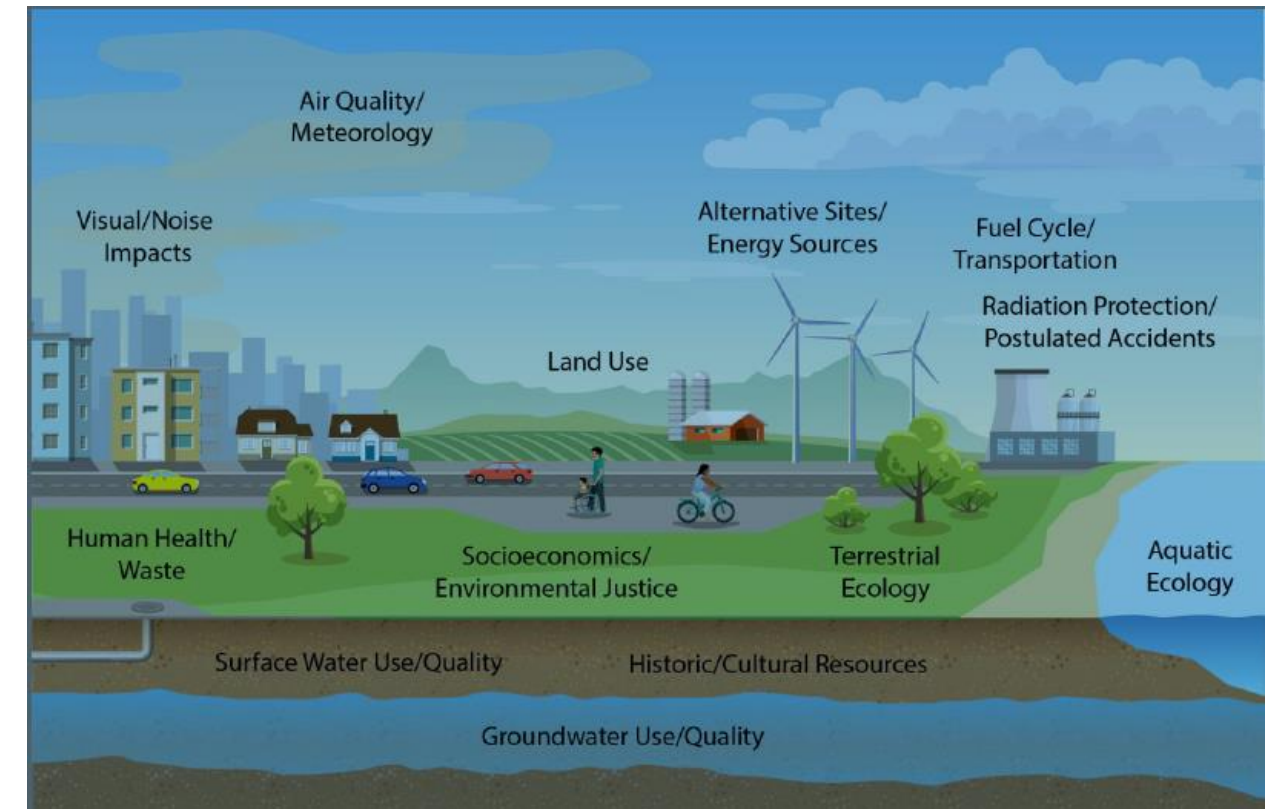 Air Quality/
Meteorology
Visual/Noise
Impacts
Alternative Sites/
Energy Sources
Fuel Cycle/
Transportation
Radiation Protection/
Postulated Accidents
Land Use
Human Health/
Waste
Socioeconomics/
Environmental Justice
Terrestrial
Ecology
Aquatic
Ecology
Surface Water Use/Quality
Historic/Cultural Resources
Groundwater Use/Quality